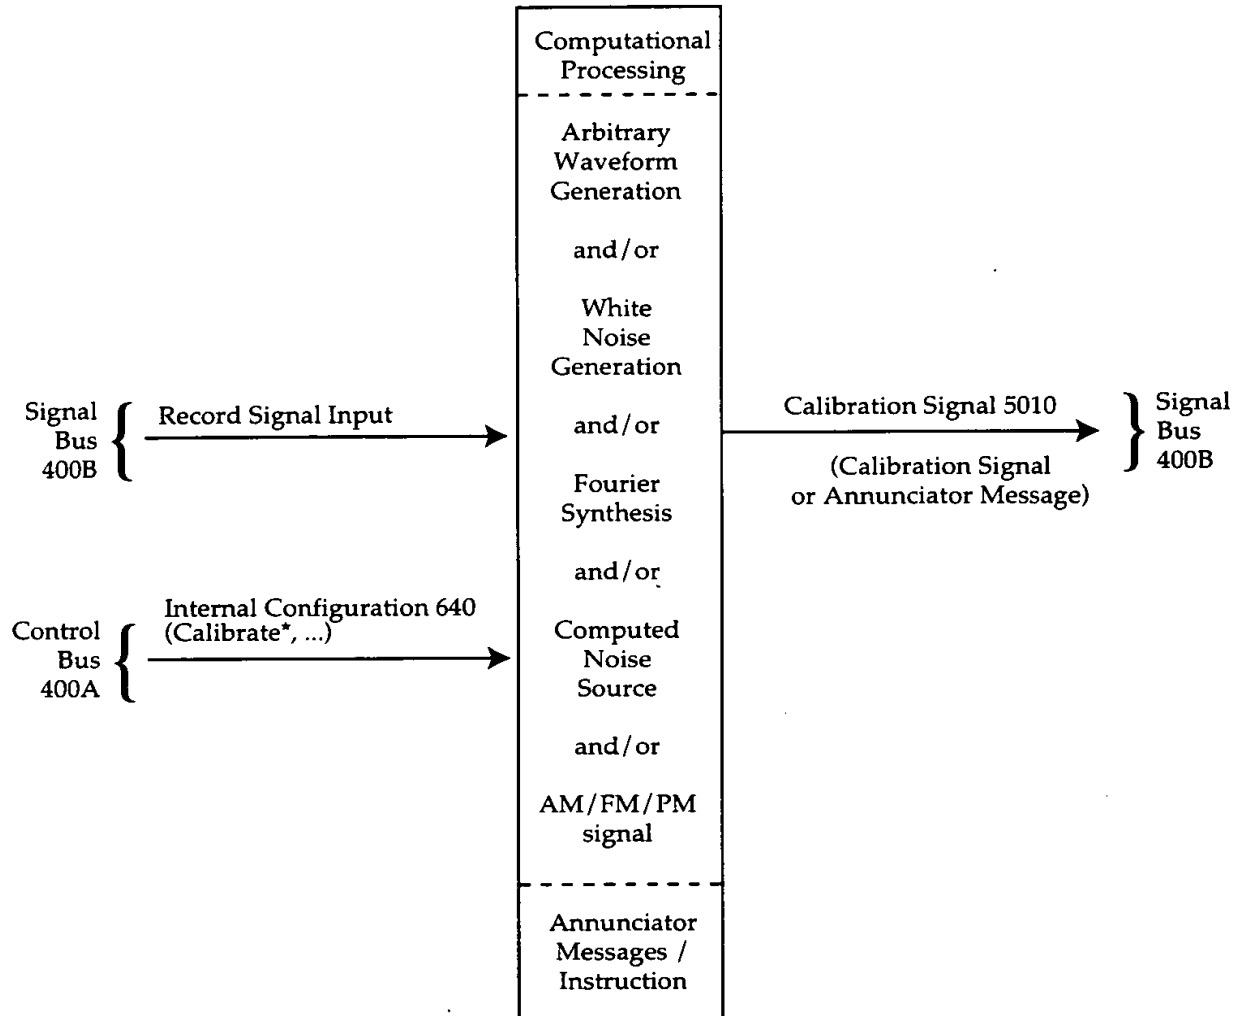 Computational
Processing
Arbitrary
Waveform
Generation
and/or
White
Noise
Generation
and/or
Fourier
Synthesis
and/or
Computed
Noise
Source
and/or
AM/FM/PM
signal
Annunciator
Messages /
Instruction
Signal
Bus
400B
Record Signal Input
Control
Bus
400A
Internal Configuration 640
(Calibrate*, ...)
Calibration Signal 5010
(Calibration Signal
or Annunciator Message)
Signal
Bus
400B